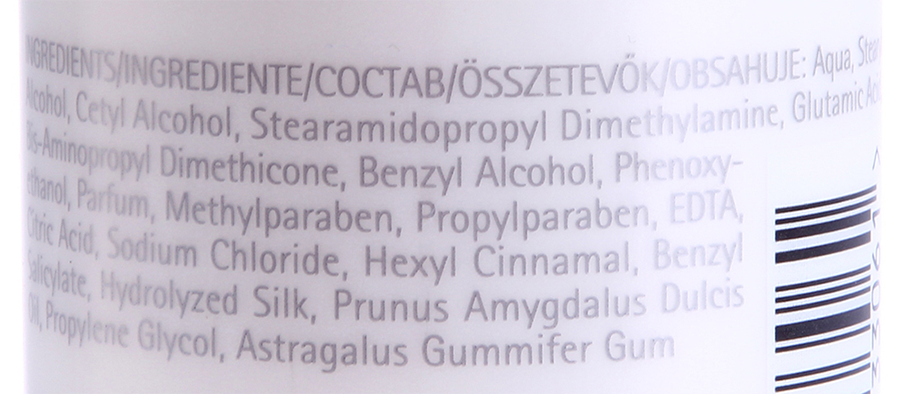 INGREDIENTS/INGREDIENTE/СОСТАВ/ÖSSZETEVŐK/OBSAHUJE: Aqua, Stear
Alcohol, Cetyl Alcohol, Stearamidopropyl Dimethylamine, Glutamic Acid
Bis-Aminopropyl Dimethicone, Benzyl Alcohol, Phenoxy-
ethanol, Parfum, Methylparaben, Propylparaben, EDTA,
Citric Acid, Sodium Chloride, Hexyl Cinnamal, Benzyl
Salicylate, Hydrolyzed Silk, Prunus Amygdalus Dulcis
Oil, Propylene Glycol, Astragalus Gummifer Gum